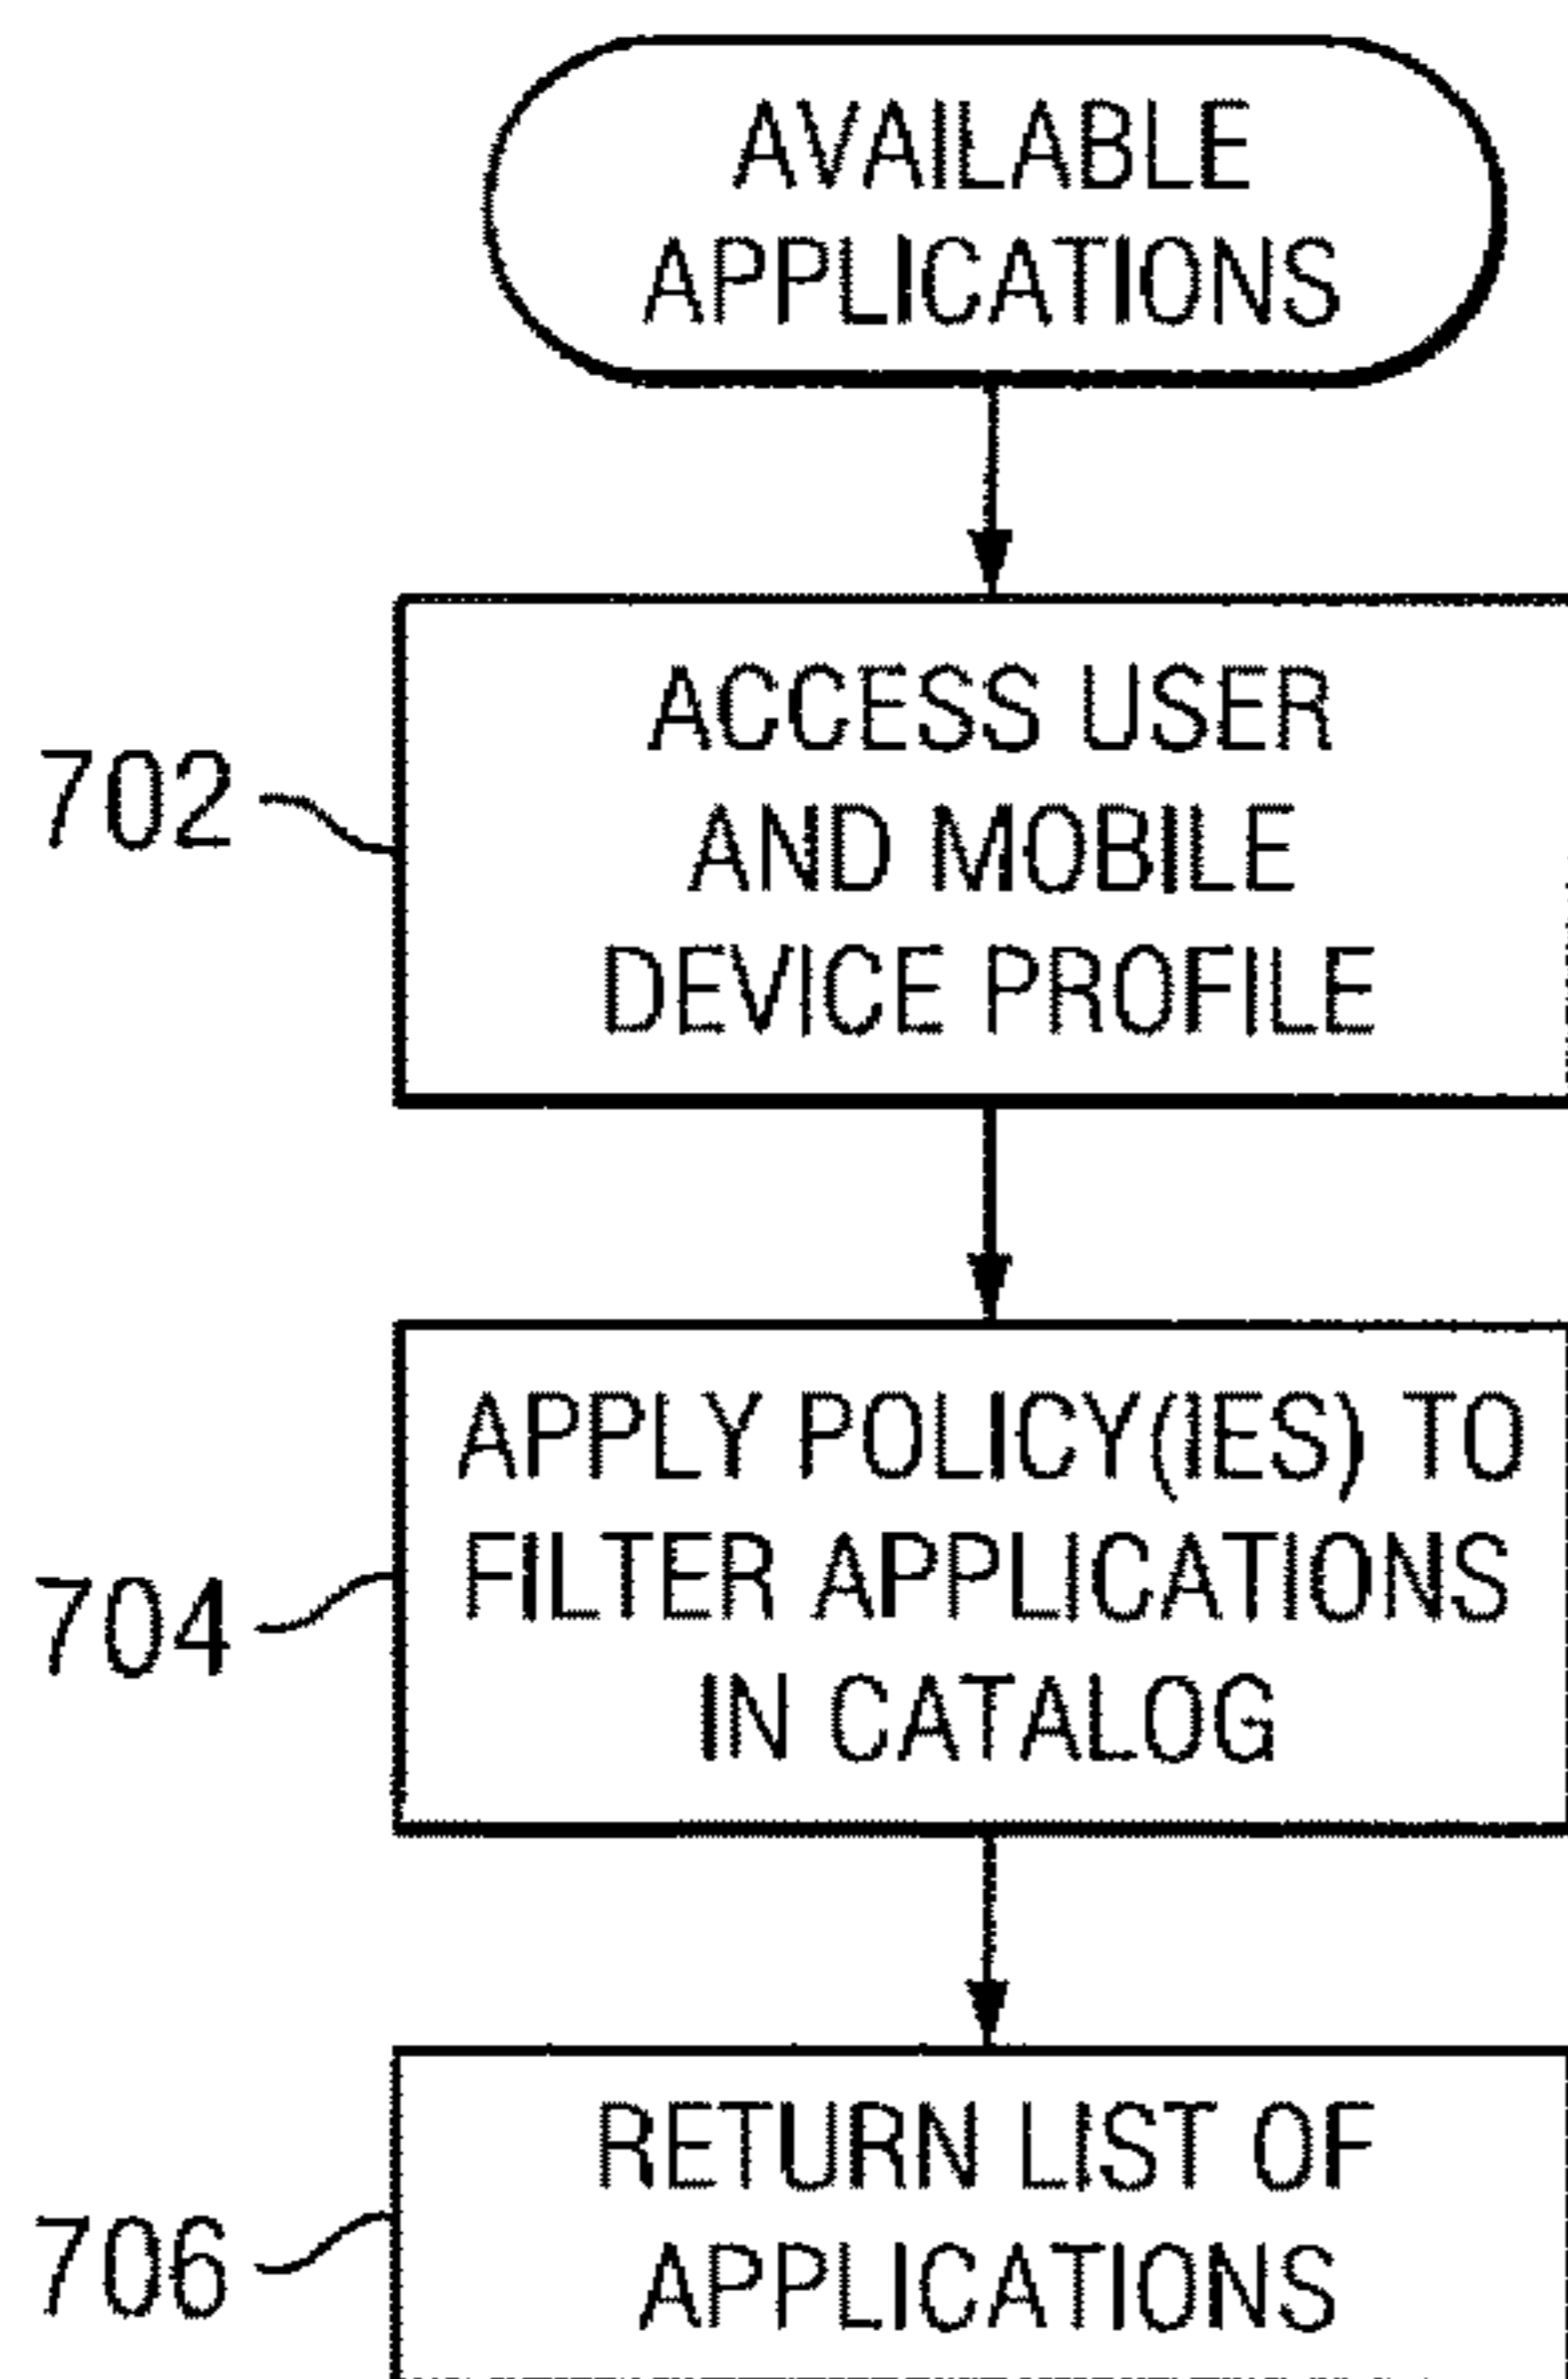 AVAILABLE
APPLICATIONS
702
ACCESS USER
AND MOBILE
DEVICE PROFILE
704
APPLY POLICY(IES) TO
FILTER APPLICATIONS
IN CATALOG
706
RETURN LIST OF
APPLICATIONS